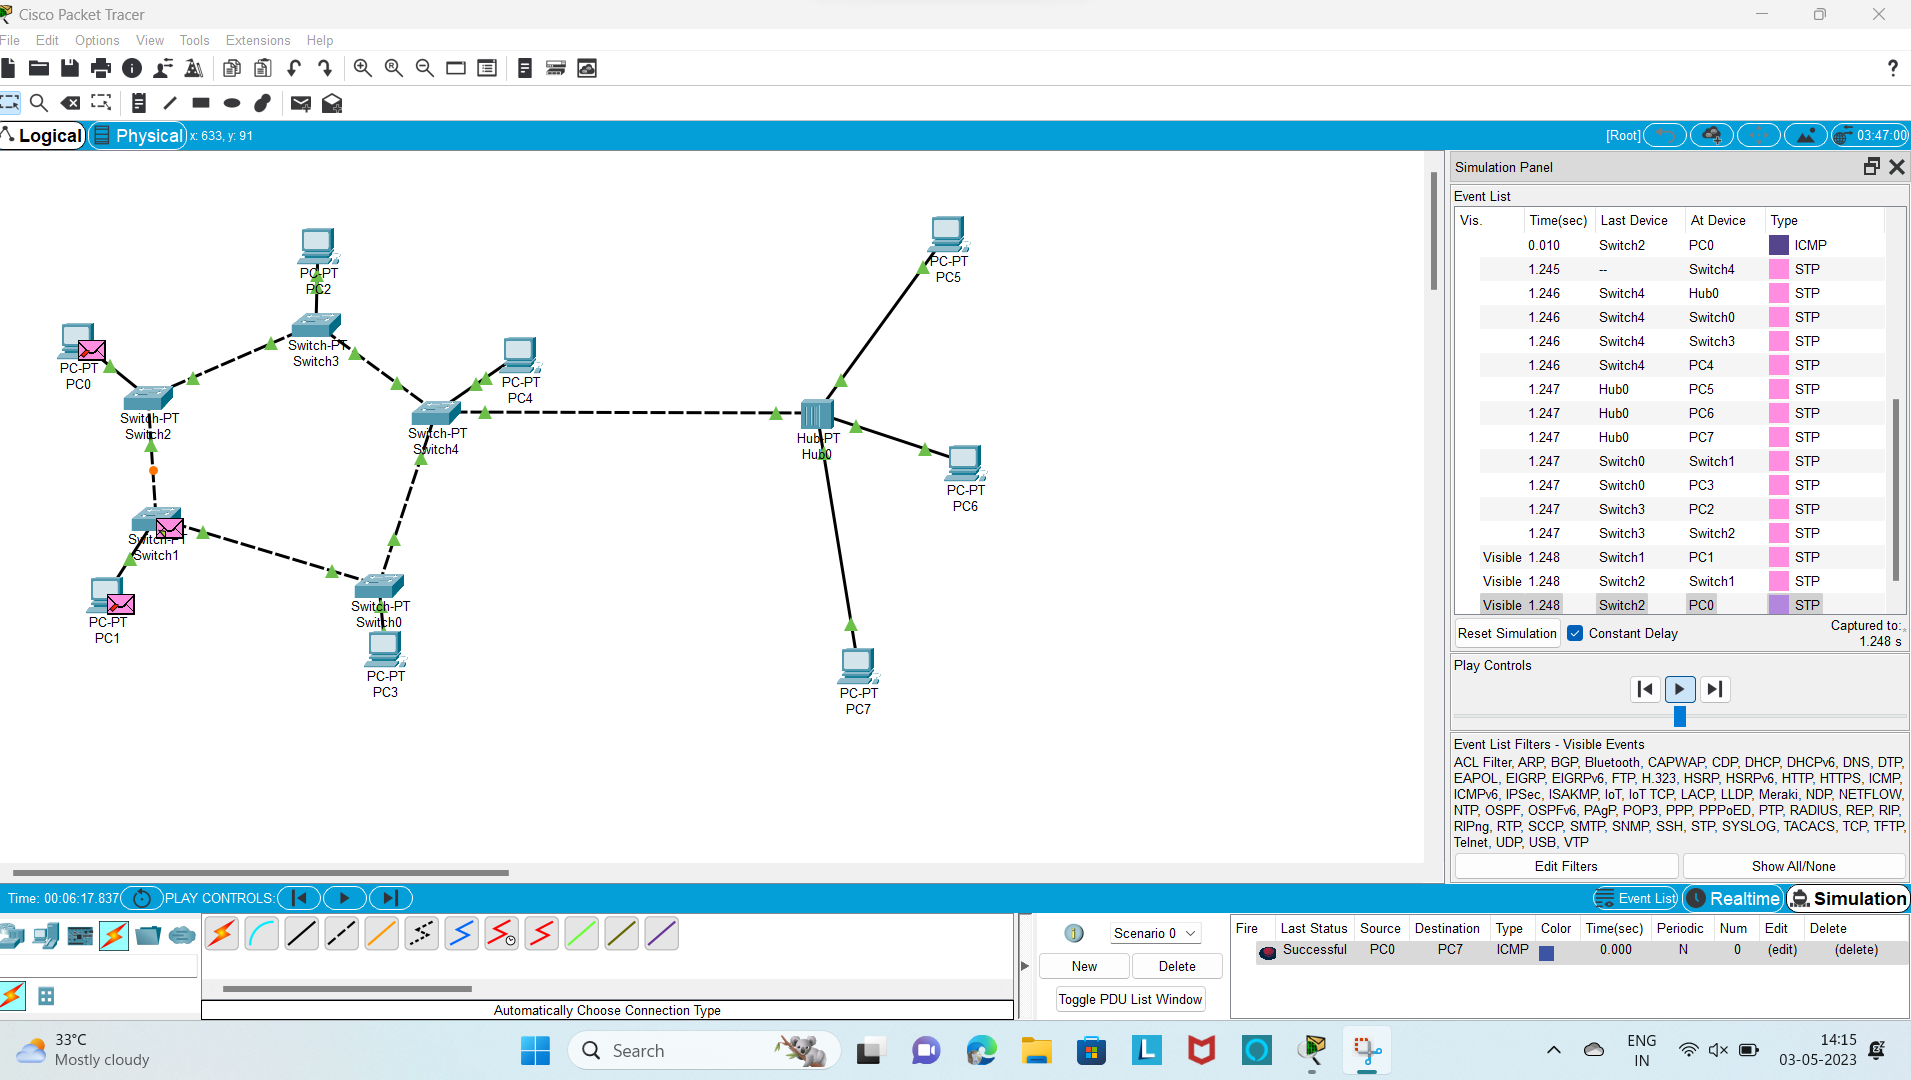 Cisco Packet Tracer
File Edit Options View Tools Extensions Help
?
Logical Physical x: 633, y: 91
[Root] 03:47:00
PC-PT
PC2
PC-PT
PC0
Switch-PT
Switch3
Switch-PT
Switch2
PC-PT
PC4
Switch-PT
Switch4
Switch-PT
Switch1
PC-PT
PC1
Switch-PT
Switch0
PC-PT
PC3
PC-PT
PC5
Hub-PT
Hub0
PC-PT
PC6
PC-PT
PC7
Simulation Panel
Event List
Vis. Time(sec) Last Device At Device Type
0.010 Switch2 PC0 ICMP
1.245 -- Switch4 STP
1.246 Switch4 Hub0 STP
1.246 Switch4 Switch0 STP
1.246 Switch4 Switch3 STP
1.246 Switch4 PC4 STP
1.247 Hub0 PC5 STP
1.247 Hub0 PC6 STP
1.247 Hub0 PC7 STP
1.247 Switch0 Switch1 STP
1.247 Switch0 PC3 STP
1.247 Switch3 PC2 STP
1.247 Switch3 Switch2 STP
Visible 1.248 Switch1 PC1 STP
Visible 1.248 Switch2 Switch1 STP
Visible 1.248 Switch2 PC0 STP
Reset Simulation Constant Delay Captured to:
1.248 s
Play Controls
Event List Filters - Visible Events
ACL Filter, ARP, BGP, Bluetooth, CAPWAP, CDP, DHCP, DHCPv6, DNS, DTP,
EAPOL, EIGRP, EIGRPv6, FTP, H.323, HSRP, HSRPv6, HTTP, HTTPS, ICMP,
ICMPv6, IPSec, ISAKMP, IoT, IoT TCP, LACP, LLDP, Meraki, NDP, NETFLOW,
NTP, OSPF, OSPFv6, PAgP, POP3, PPP, PPPoED, PTP, RADIUS, REP, RIP,
RIPng, RTP, SCCP, SMTP, SNMP, SSH, STP, SYSLOG, TACACS, TCP, TFTP,
Telnet, UDP, USB, VTP
Edit Filters Show All/None
Time: 00:06:17.837 PLAY CONTROLS: Event List Realtime Simulation
Scenario 0
New Delete
Toggle PDU List Window
Automatically Choose Connection Type
Fire Last Status Source Destination Type Color Time(sec) Periodic Num Edit Delete
Successful PC0 PC7 ICMP 0.000 N 0 (edit) (delete)
33°C
Mostly cloudy
Search
ENG
IN
14:15
03-05-2023